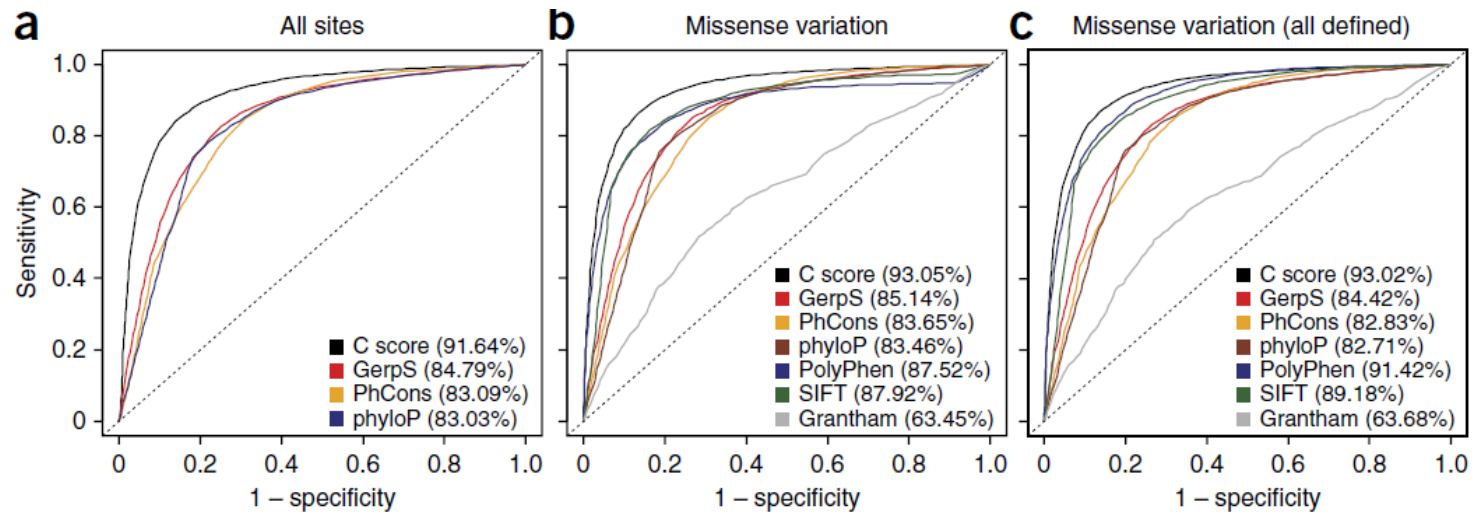 a All sites
b Missense variation
c Missense variation (all defined)
Sensitivity
1.0
0.8
0.6
0.4
0.2
0
C score (91.64%)
GerpS (84.79%)
PhCons (83.09%)
phyloP (83.03%)
0 0.2 0.4 0.6 0.8 1.0
1 – specificity
C score (93.05%)
GerpS (85.14%)
PhCons (83.65%)
phyloP (83.46%)
PolyPhen (87.52%)
SIFT (87.92%)
Grantham (63.45%)
0 0.2 0.4 0.6 0.8 1.0
1 – specificity
C score (93.02%)
GerpS (84.42%)
PhCons (82.83%)
phyloP (82.71%)
PolyPhen (91.42%)
SIFT (89.18%)
Grantham (63.68%)
0 0.2 0.4 0.6 0.8 1.0
1 – specificity